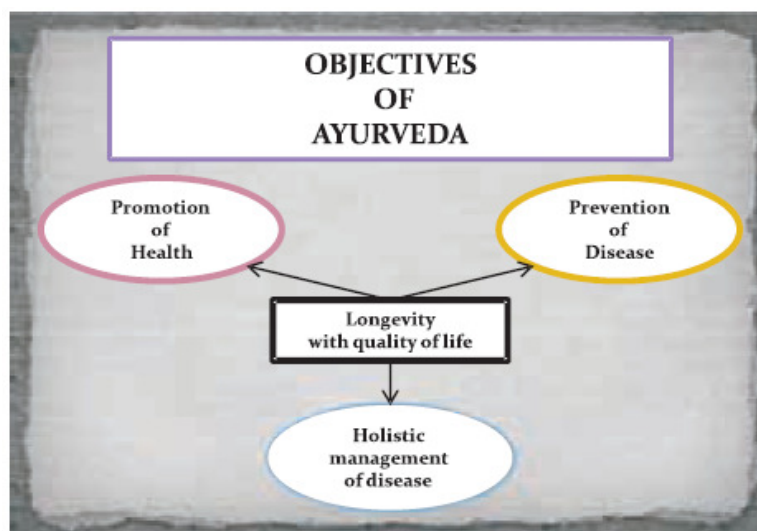 OBJECTIVES
OF
AYURVEDA
Promotion
of
Health
Prevention
of
Disease
Longevity
with quality of life
Holistic
management
of disease